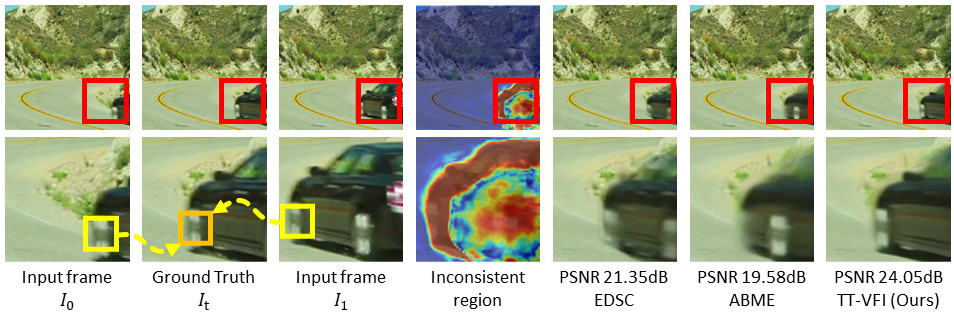 Input frame
I₀
Ground Truth
Iₜ
Input frame
I₁
Inconsistent
region
PSNR 21.35dB
EDSC
PSNR 19.58dB
ABME
PSNR 24.05dB
TT-VFI (Ours)